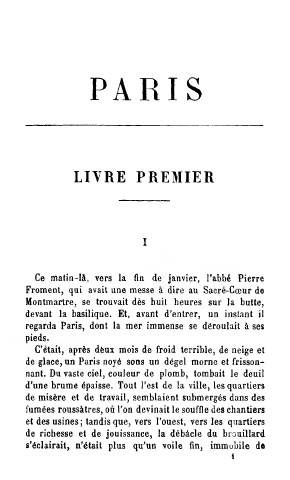 PARIS
LIVRE PREMIER
I
Ce matin-là, vers la fin de janvier, l'abbé Pierre
Froment, qui avait une messe à dire au Sacré-Cœur de
Montmartre, se trouvait dès huit heures sur la butte,
devant la basilique. Et, avant d'entrer, un instant il
regarda Paris, dont la mer immense se déroulait à ses
pieds.
C'était, après deux mois de froid terrible, de neige et
de glace, un Paris noyé sous un dégel morne et frisson-
nant. Du vaste ciel, couleur de plomb, tombait le deuil
d'une brume épaisse. Tout l'est de la ville, les quartiers
de misère et de travail, semblaient submergés dans des
fumées roussâtres, où l'on devinait le souffle des chantiers
et des usines; tandis que, vers l'ouest, vers les quartiers
de richesse et de jouissance, la débâcle du brouillard
s'éclairait, n'était plus qu'un voile fin, immobile de
1